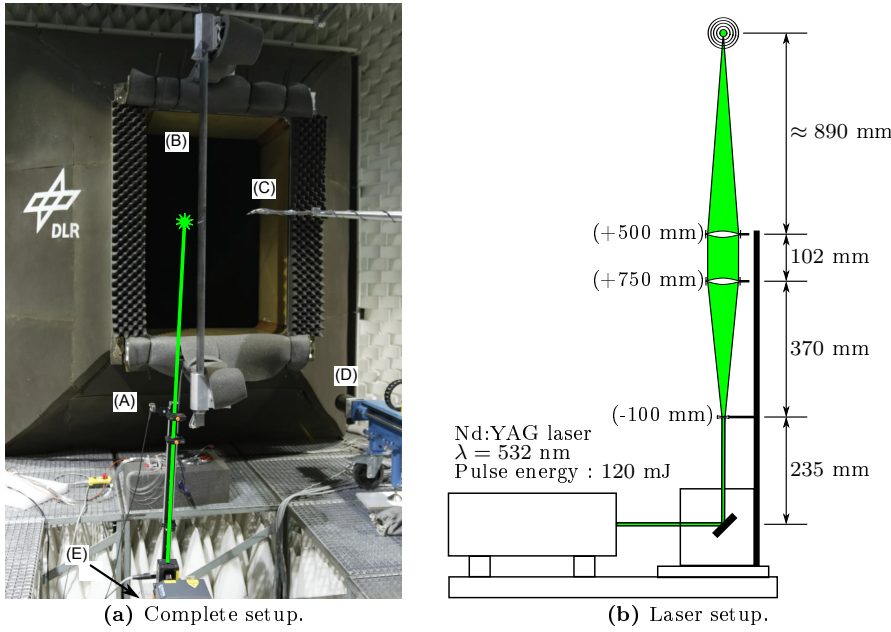 (B)
(C)
DLR
(D)
(A)
(E)
(a) Complete setup.
≈ 890 mm
(+500 mm)
102 mm
(+750 mm)
370 mm
(-100 mm)
Nd:YAG laser
λ = 532 nm
Pulse energy : 120 mJ
235 mm
(b) Laser setup.